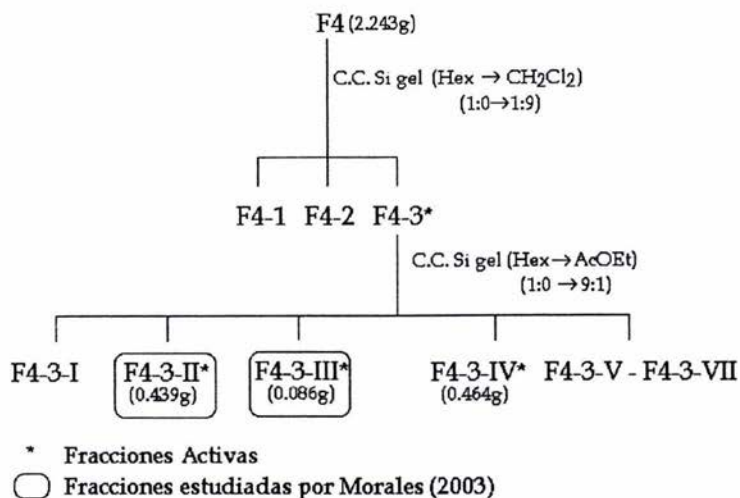 F4 (2.243g)
C.C. Si gel (Hex → CH2Cl2)
(1:0→1:9)
F4-1 F4-2 F4-3*
C.C. Si gel (Hex→AcOEt)
(1:0 →9:1)
F4-3-I F4-3-II* F4-3-III* F4-3-IV* F4-3-V - F4-3-VII
(0.439g) (0.086g) (0.464g)
* Fracciones Activas
Fracciones estudiadas por Morales (2003)